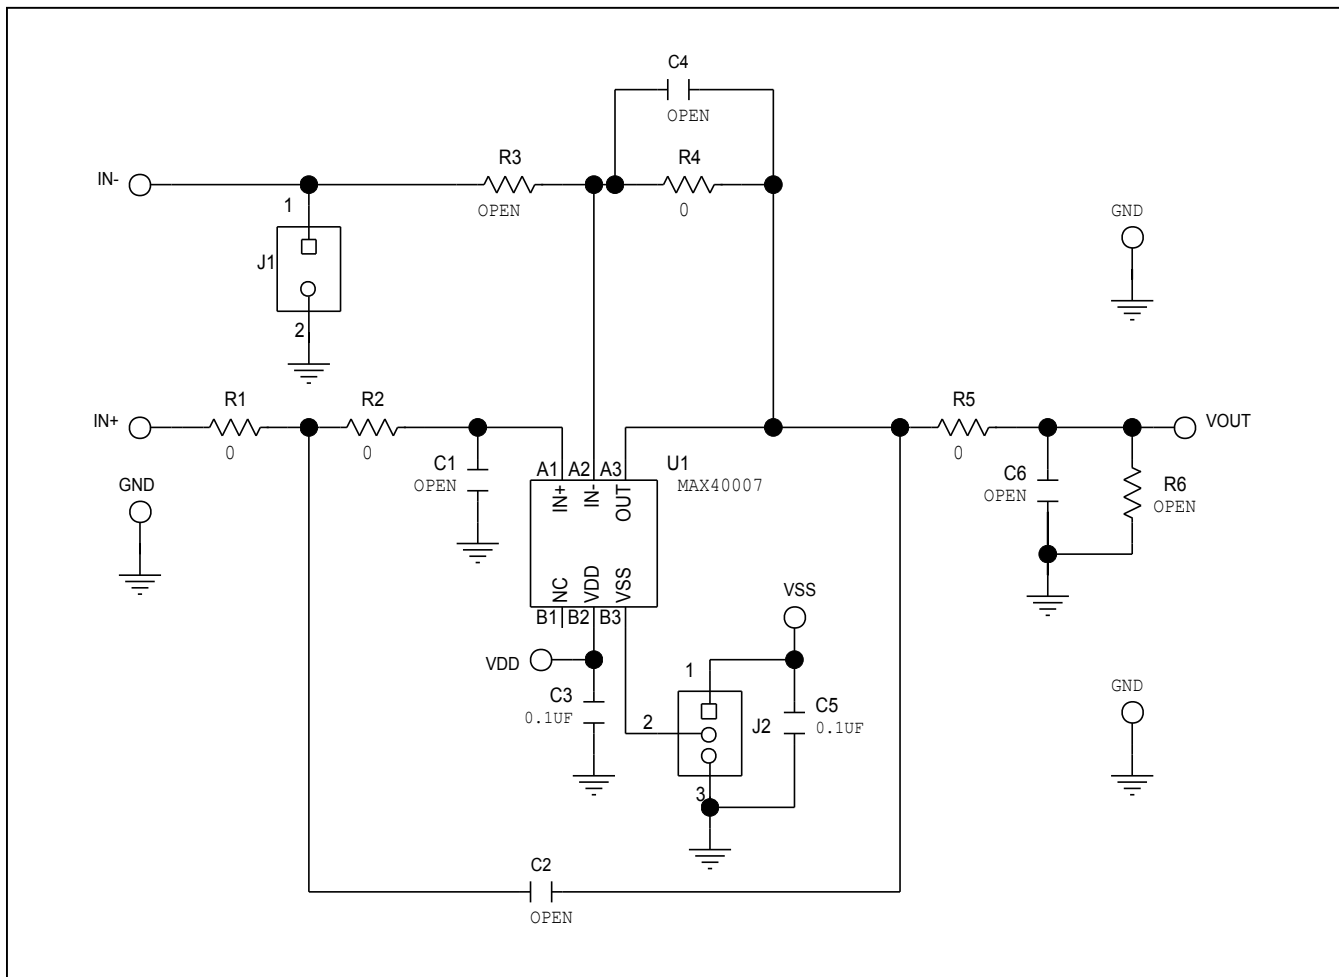 C4
OPEN
IN-
R3
OPEN
R4
0
1
J1
2
GND
IN+
R1
0
R2
0
C1
OPEN
GND
A1 A2 A3
IN+ IN- OUT
U1
MAX40007
NC VDD VSS
B1 B2 B3
R5
0
VOUT
C6
OPEN
R6
OPEN
VDD
C3
0.1UF
VSS
1
2
3
J2
C5
0.1UF
GND
C2
OPEN